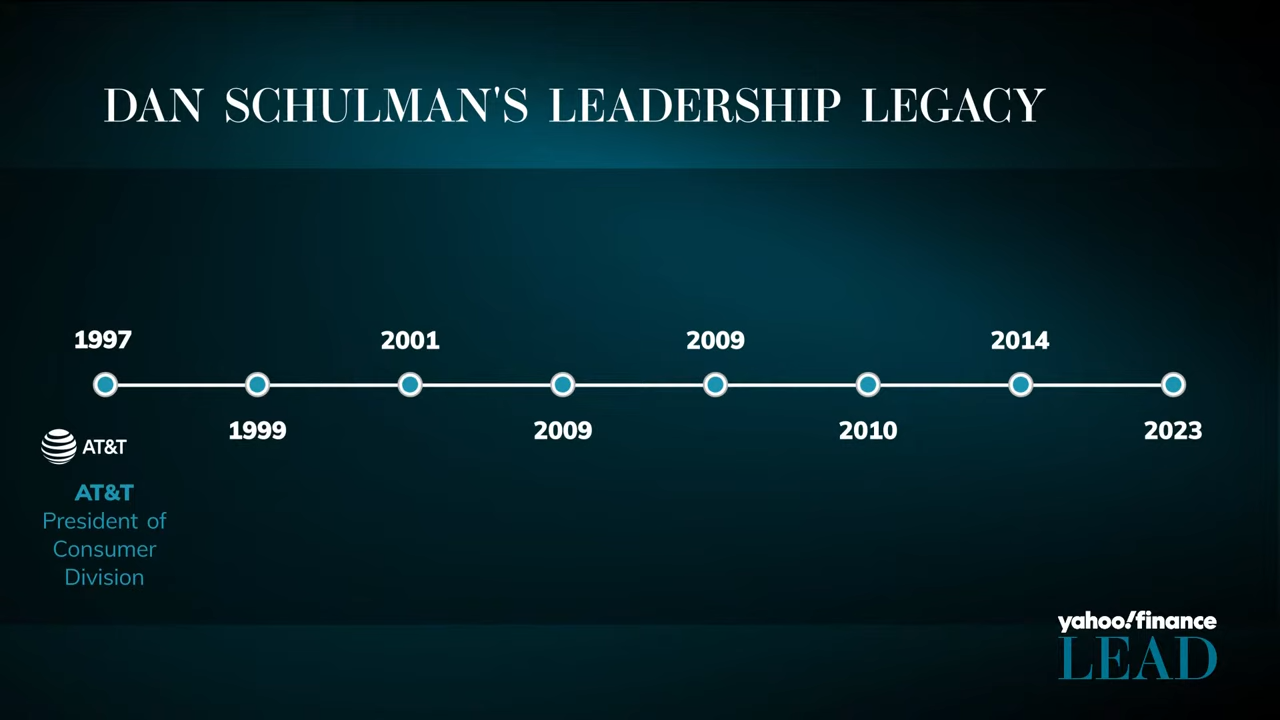 DAN SCHULMAN'S LEADERSHIP LEGACY
1997
2001
2009
2014
1999
2009
2010
2023
AT&T
AT&T
President of
Consumer
Division
yahoo!finance
LEAD